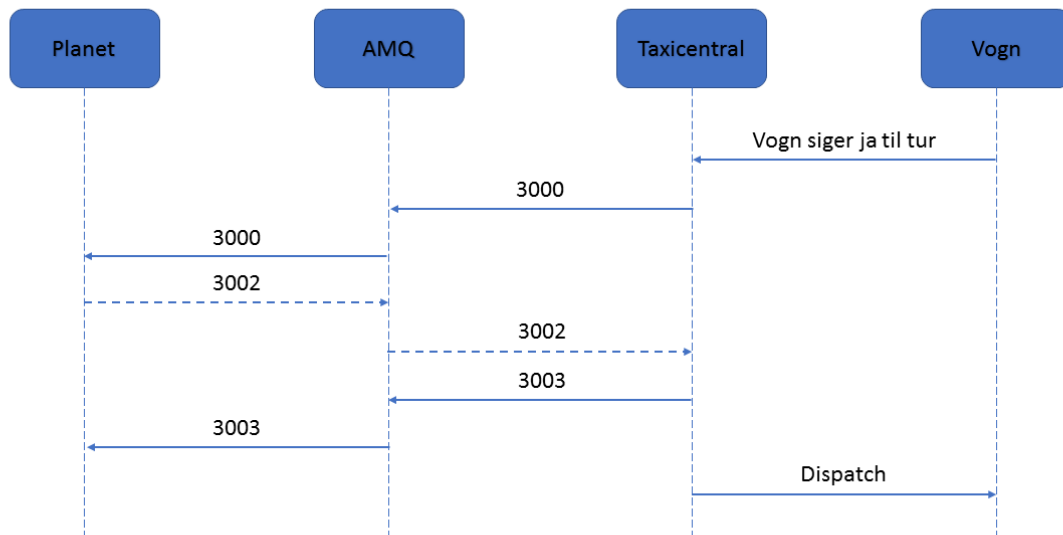 Planet
AMQ
Taxicentral
Vogn
Vogn siger ja til tur
3000
3000
3002
3002
3003
3003
Dispatch